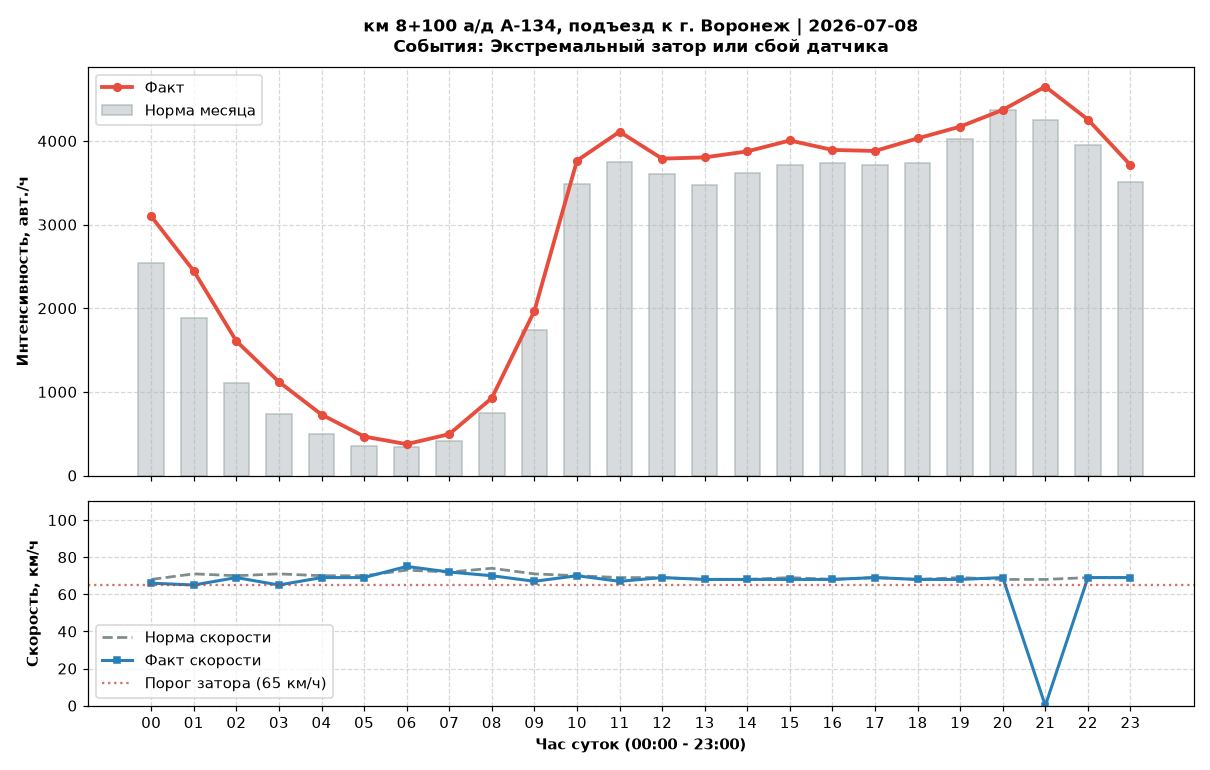 км 8+100 а/д А-134, подъезд к г. Воронеж | 2026-07-08
События: Экстремальный затор или сбой датчика
Факт
Норма месяца
Интенсивность, авт./ч
4000
3000
2000
1000
0
Скорость, км/ч
100
80
60
40
20
0
Норма скорости
Факт скорости
Порог затора (65 км/ч)
00 01 02 03 04 05 06 07 08 09 10 11 12 13 14 15 16 17 18 19 20 21 22 23
Час суток (00:00 - 23:00)